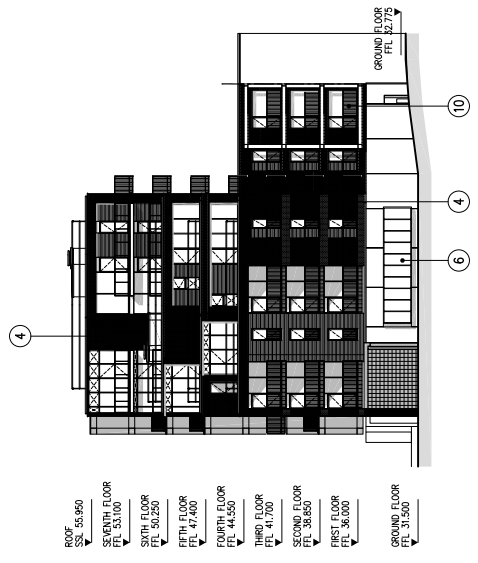 ROOF
SSL 55.950
SEVENTH FLOOR
FFL 53.100
SIXTH FLOOR
FFL 50.250
FIFTH FLOOR
FFL 47.400
FOURTH FLOOR
FFL 44.550
THIRD FLOOR
FFL 41.700
SECOND FLOOR
FFL 38.850
FIRST FLOOR
FFL 36.000
GROUND FLOOR
FFL 31.500
4
6
4
10
GROUND FLOOR
FFL 32.775